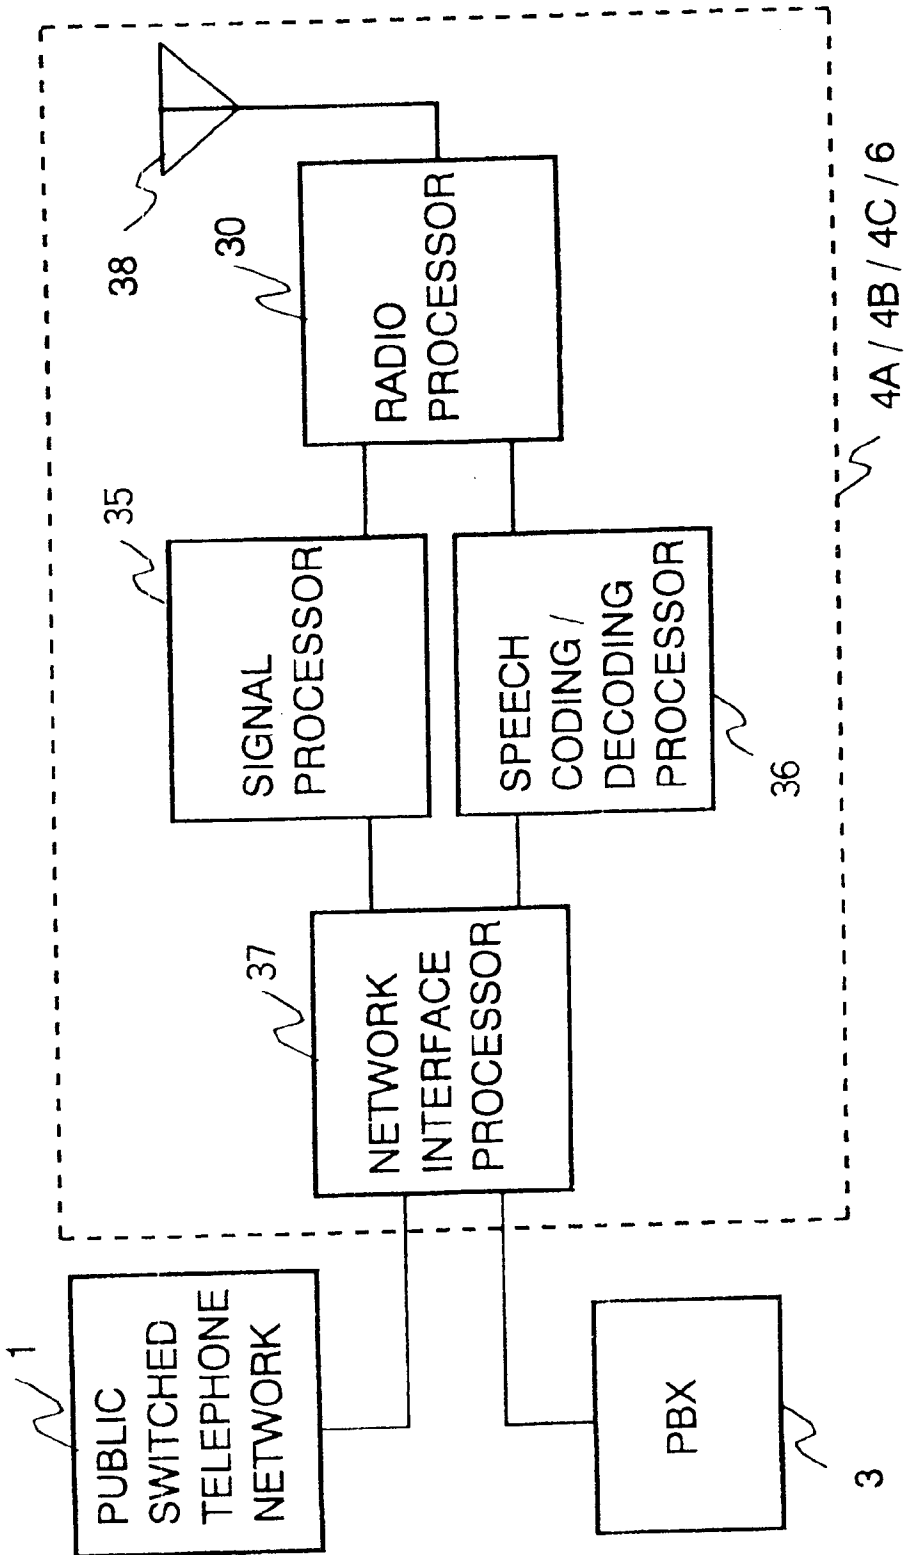 1
PUBLIC
SWITCHED
TELEPHONE
NETWORK
3
PBX
37
NETWORK
INTERFACE
PROCESSOR
35
SIGNAL
PROCESSOR
36
SPEECH
CODING /
DECODING
PROCESSOR
30
RADIO
PROCESSOR
38
4A / 4B / 4C / 6